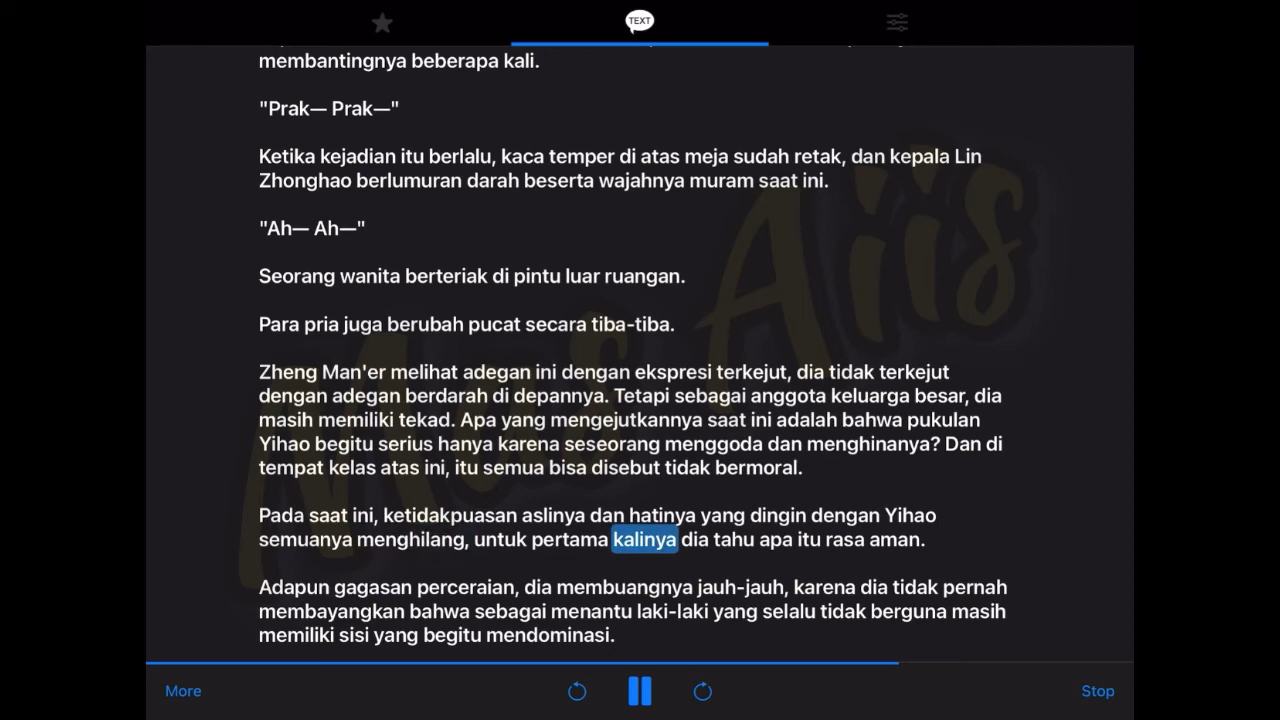 TEXT
membantingnya beberapa kali.
"Prak— Prak—"
Ketika kejadian itu berlalu, kaca temper di atas meja sudah retak, dan kepala Lin
Zhonghao berlumuran darah beserta wajahnya muram saat ini.
"Ah— Ah—"
Seorang wanita berteriak di pintu luar ruangan.
Para pria juga berubah pucat secara tiba-tiba.
Zheng Man'er melihat adegan ini dengan ekspresi terkejut, dia tidak terkejut
dengan adegan berdarah di depannya. Tetapi sebagai anggota keluarga besar, dia
masih memiliki tekad. Apa yang mengejutkannya saat ini adalah bahwa pukulan
Yihao begitu serius hanya karena seseorang menggoda dan menghinanya? Dan di
tempat kelas atas ini, itu semua bisa disebut tidak bermoral.
Pada saat ini, ketidakpuasan aslinya dan hatinya yang dingin dengan Yihao
semuanya menghilang, untuk pertama kalinya dia tahu apa itu rasa aman.
Adapun gagasan perceraian, dia membuangnya jauh-jauh, karena dia tidak pernah
membayangkan bahwa sebagai menantu laki-laki yang selalu tidak berguna masih
memiliki sisi yang begitu mendominasi.
Mas Aiis
More
Stop